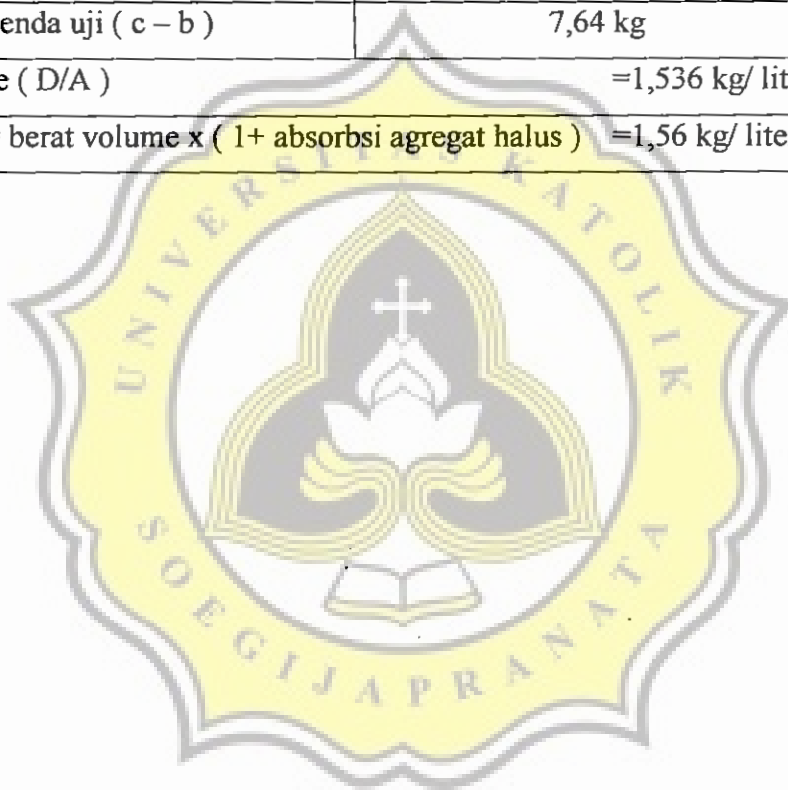 enda uji ( c – b ) 7,64 kg
e ( D/A ) =1,536 kg/ lit
berat volume x ( 1+ absorbsi agregat halus ) =1,56 kg/ lite
UNIVERSITAS KATOLIK
SOEGIJAPRANATA